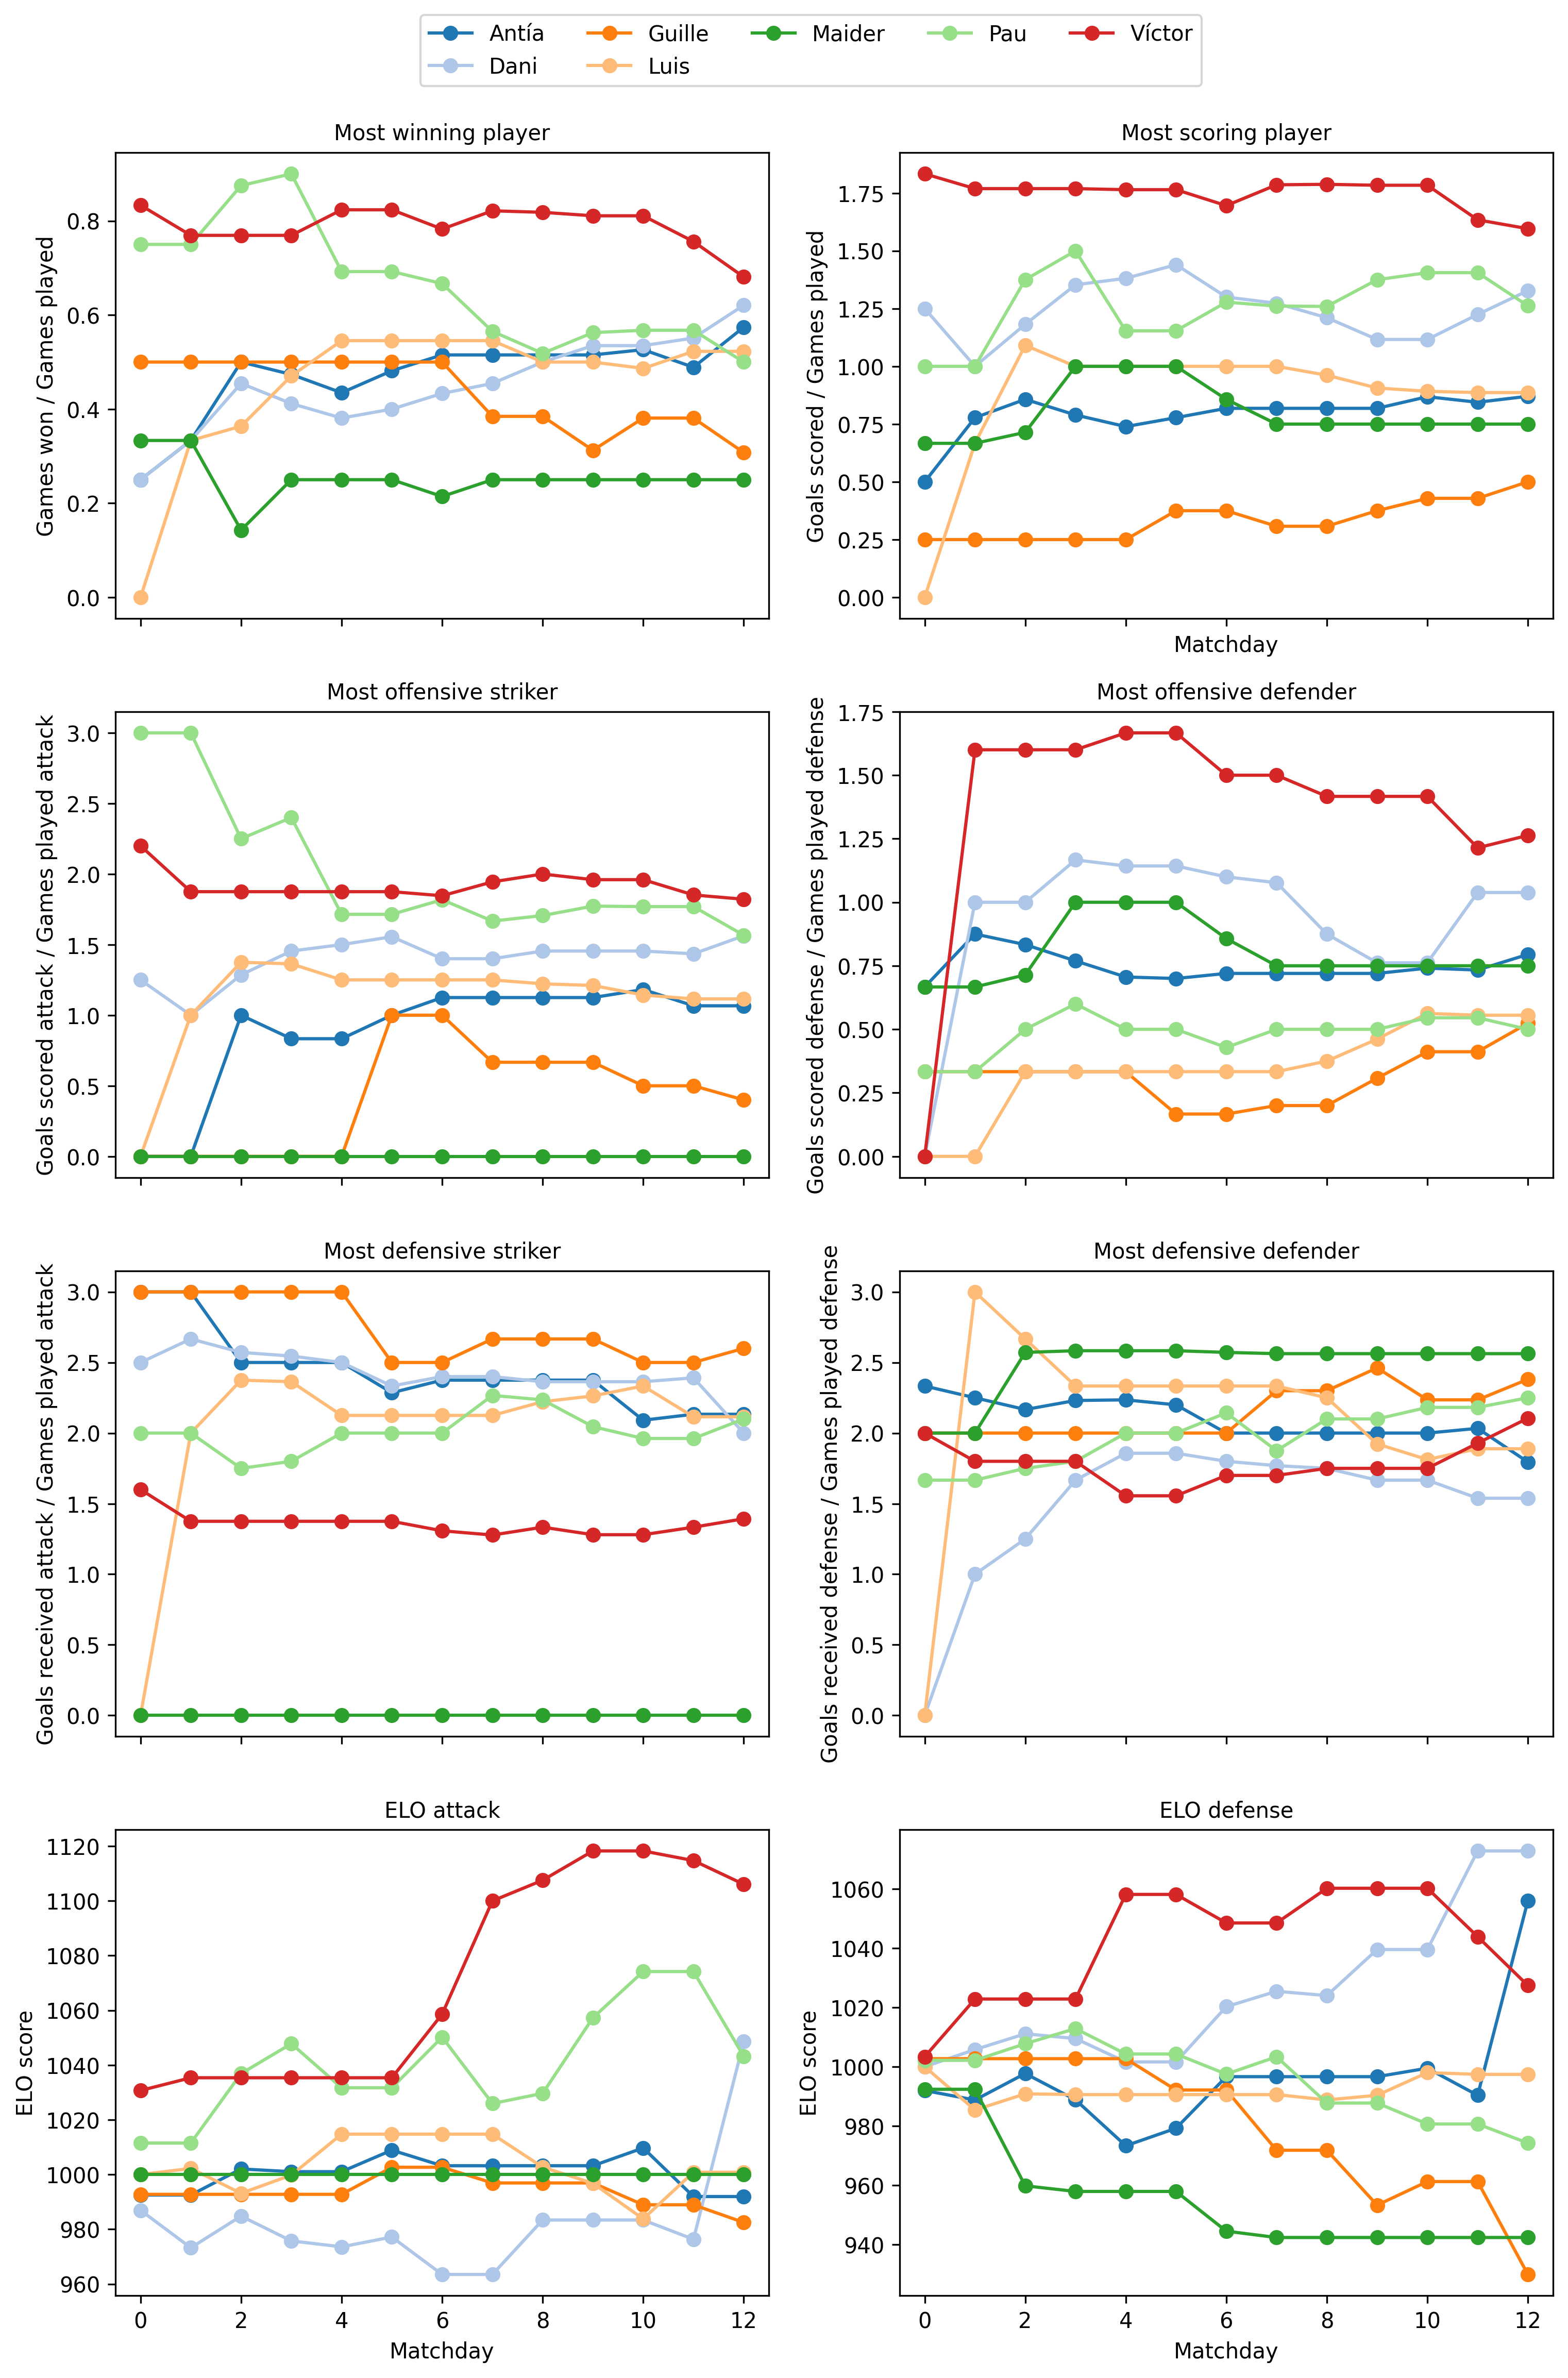 Antía Guille Maider Pau Víctor
Dani Luis
Most winning player
Games won / Games played
0.8
0.6
0.4
0.2
0.0
Most scoring player
Goals scored / Games played
1.75
1.50
1.25
1.00
0.75
0.50
0.25
0.00
Matchday
Most offensive striker
Goals scored attack / Games played attack
3.0
2.5
2.0
1.5
1.0
0.5
0.0
Most offensive defender
Goals scored defense / Games played defense
1.75
1.50
1.25
1.00
0.75
0.50
0.25
0.00
Most defensive striker
Goals received attack / Games played attack
3.0
2.5
2.0
1.5
1.0
0.5
0.0
Most defensive defender
Goals received defense / Games played defense
3.0
2.5
2.0
1.5
1.0
0.5
0.0
ELO attack
ELO score
1120
1100
1080
1060
1040
1020
1000
980
960
0 2 4 6 8 10 12
Matchday
ELO defense
ELO score
1060
1040
1020
1000
980
960
940
0 2 4 6 8 10 12
Matchday